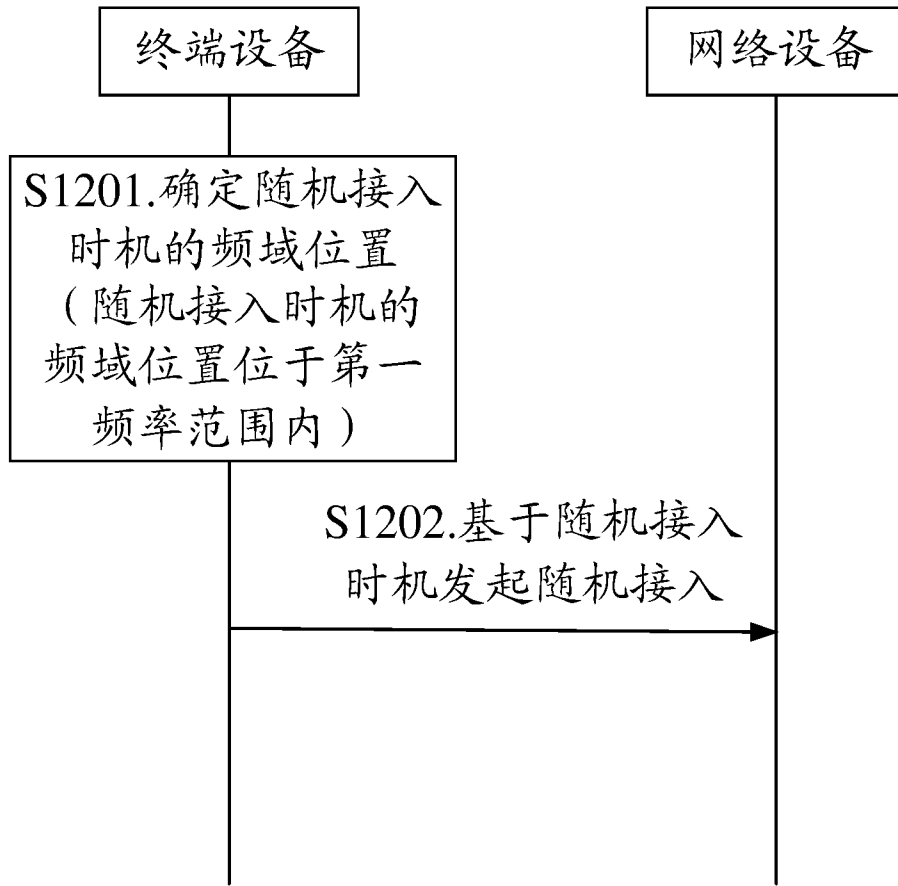 终端设备
网络设备
S1201.确定随机接入
时机的频域位置
（随机接入时机的
频域位置位于第一
频率范围内）
S1202.基于随机接入
时机发起随机接入